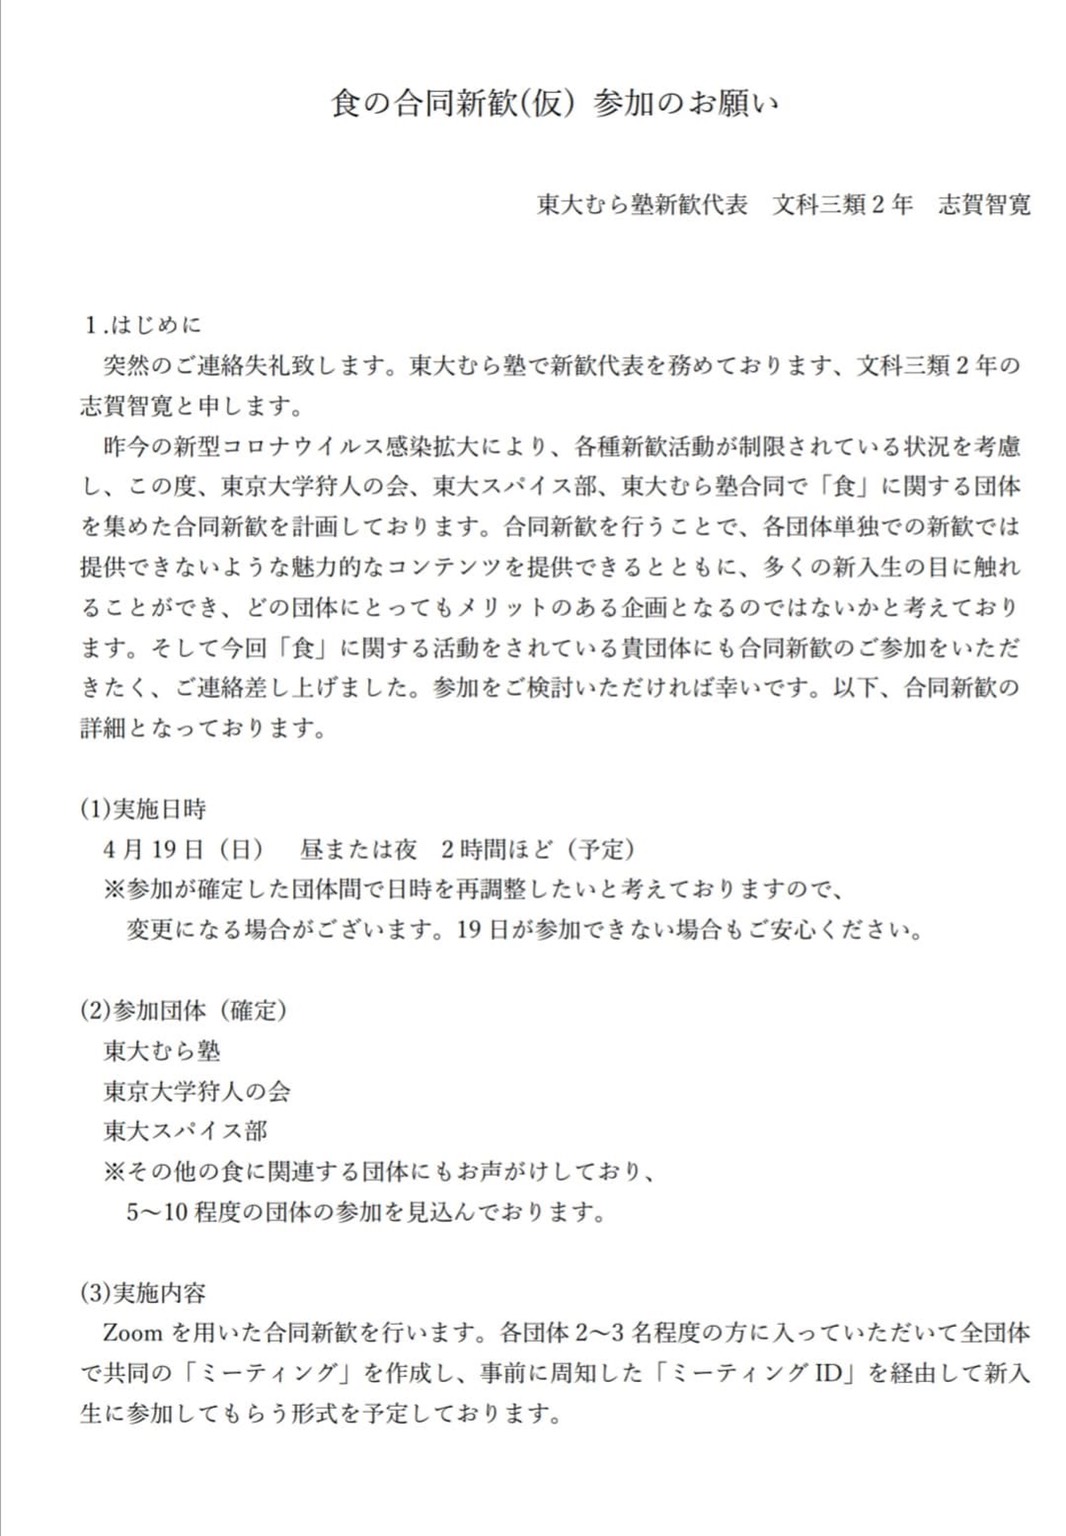 食の合同新歓(仮) 参加のお願い
東大むら塾新歓代表　文科三類 2 年　志賀智寛
１.はじめに
　突然のご連絡失礼致します。東大むら塾で新歓代表を務めております、文科三類 2 年の
志賀智寛と申します。
　昨今の新型コロナウイルス感染拡大により、各種新歓活動が制限されている状況を考慮
し、この度、東京大学狩人の会、東大スパイス部、東大むら塾合同で「食」に関する団体
を集めた合同新歓を計画しております。合同新歓を行うことで、各団体単独での新歓では
提供できないような魅力的なコンテンツを提供できるとともに、多くの新入生の目に触れ
ることができ、どの団体にとってもメリットのある企画となるのではないかと考えており
ます。そして今回「食」に関する活動をされている貴団体にも合同新歓のご参加をいただ
きたく、ご連絡差し上げました。参加をご検討いただければ幸いです。以下、合同新歓の
詳細となっております。
(1)実施日時
　4 月 19 日（日）　昼または夜　2 時間ほど（予定）
　※参加が確定した団体間で日時を再調整したいと考えておりますので、
　　変更になる場合がございます。19 日が参加できない場合もご安心ください。
(2)参加団体（確定）
　東大むら塾
　東京大学狩人の会
　東大スパイス部
　※その他の食に関連する団体にもお声がけしており、
　　5～10 程度の団体の参加を見込んでおります。
(3)実施内容
　Zoom を用いた合同新歓を行います。各団体 2～3 名程度の方に入っていただいて全団体
で共同の「ミーティング」を作成し、事前に周知した「ミーティング ID」を経由して新入
生に参加してもらう形式を予定しております。